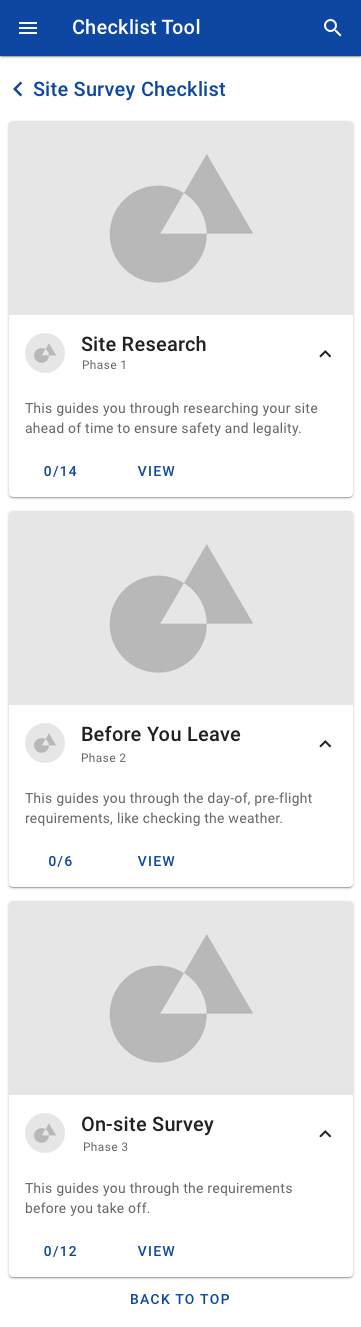 Checklist Tool
Site Survey Checklist
Site Research
Phase 1
This guides you through researching your site
ahead of time to ensure safety and legality.
0/14 VIEW
Before You Leave
Phase 2
This guides you through the day-of, pre-flight
requirements, like checking the weather.
0/6 VIEW
On-site Survey
Phase 3
This guides you through the requirements
before you take off.
0/12 VIEW
BACK TO TOP